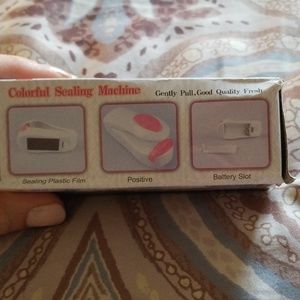 Colorful Sealing Machine Gently Pull, Good Quality Fresh
Sealing Plastic Film Positive Battery Slot